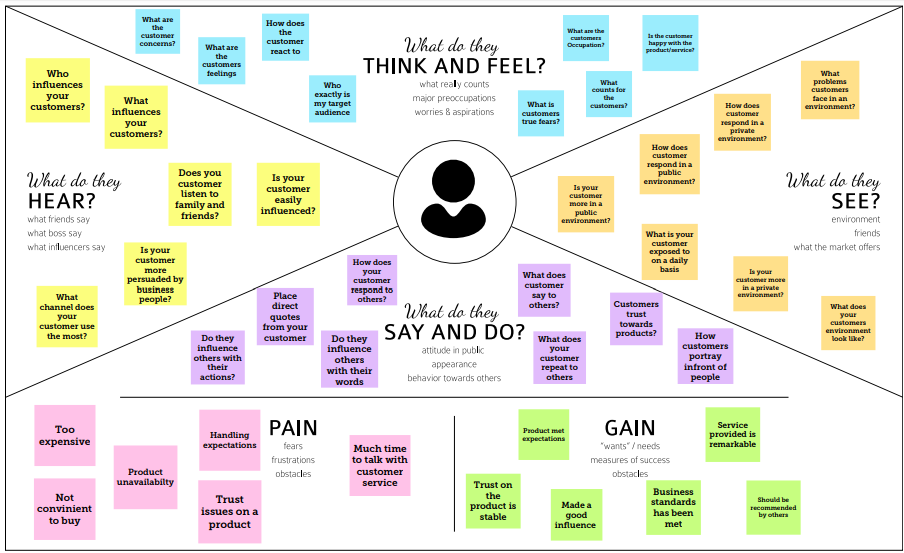 What are
the
customer
concerns?
What are
the
customers
feelings
How does
the
customer
react to
Who
exactly is
my target
audience
What do they
THINK AND FEEL?
what really counts
major preoccupations
worries & aspirations
What are the
customers
Occupation?
Is the customer
happy with the
product/service?
What
counts for
the
customers?
What is
customers
true fears?
Who
influences
your
customers?
What
influences
your
customers?
Does you
customer
listen to
family and
friends?
Is your
customer
easily
influenced?
What do they
HEAR?
what friends say
what boss say
what influencers say
Is your
customer
more
persuaded by
business
people?
What
channel does
your
customer use
the most?
What
problems
customers
face in an
environment?
How does
customer
respond in a
private
environment?
How does
customer
respond in a
public
environment?
Is your
customer
more in a
public
environment?
What do they
SEE?
environment
friends
what the market offers
What is your
customer
exposed to
on a daily
basis
Is your
customer more
in a private
environment?
What does
your
customers
environment
look like?
How does
your
customer
respond to
others?
Place
direct
quotes
from your
customer
Do they
influence
others with
their
actions?
Do they
influence
others
with their
words
What do they
SAY AND DO?
attitude in public
appearance
behavior towards others
What does
customer
say to
others?
What does
your
customer
repeat to
others
Customers
trust
towards
products?
How
customers
portray
infront of
people
Too
expensive
Product
unavailabilty
Not
convinient
to buy
Handling
expectations
Trust
issues on a
product
PAIN
fears
frustrations
obstacles
Much time
to talk with
customer
service
Product met
expectations
GAIN
"wants" / needs
measures of success
obstacles
Service
provided is
remarkable
Trust on
the
product is
stable
Made a
good
influence
Business
standards
has been
met
Should be
recommended
by others